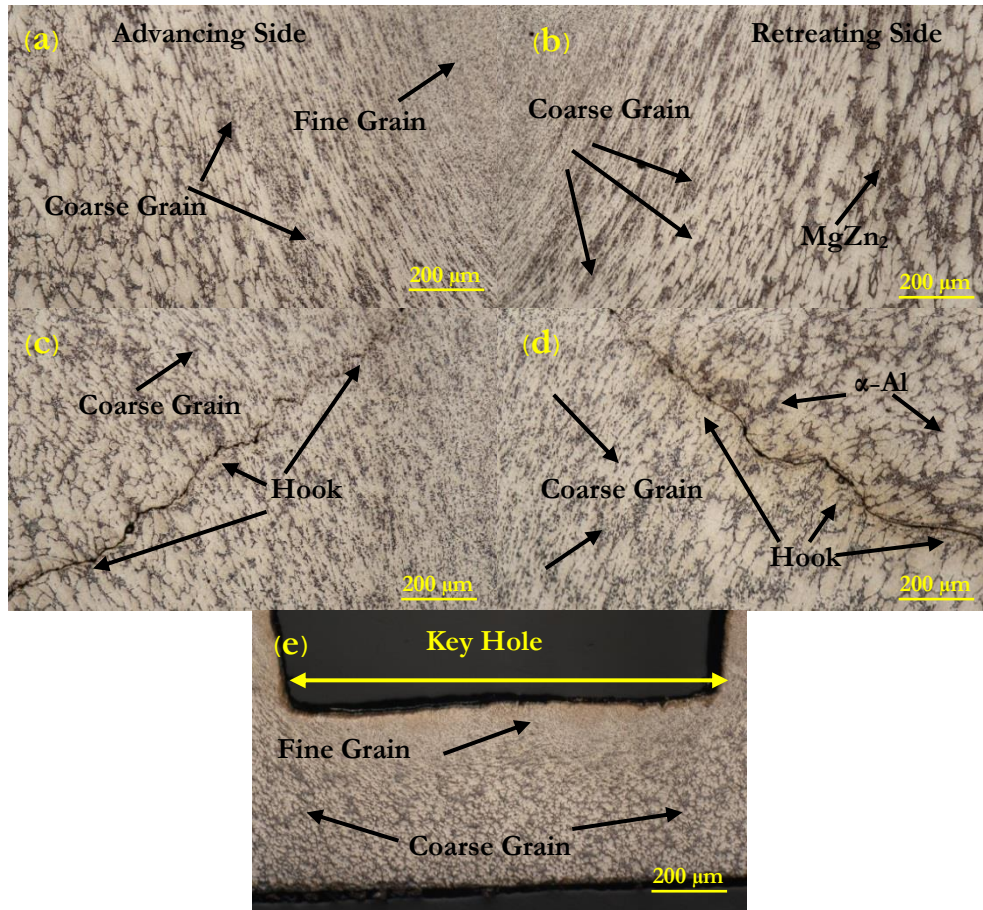 (a)
Advancing Side
Fine Grain
Coarse Grain
200 µm
(b)
Retreating Side
Coarse Grain
MgZn₂
200 µm
(c)
Coarse Grain
Hook
200 µm
(d)
α-Al
Coarse Grain
Hook
200 µm
(e)
Key Hole
Fine Grain
Coarse Grain
200 µm